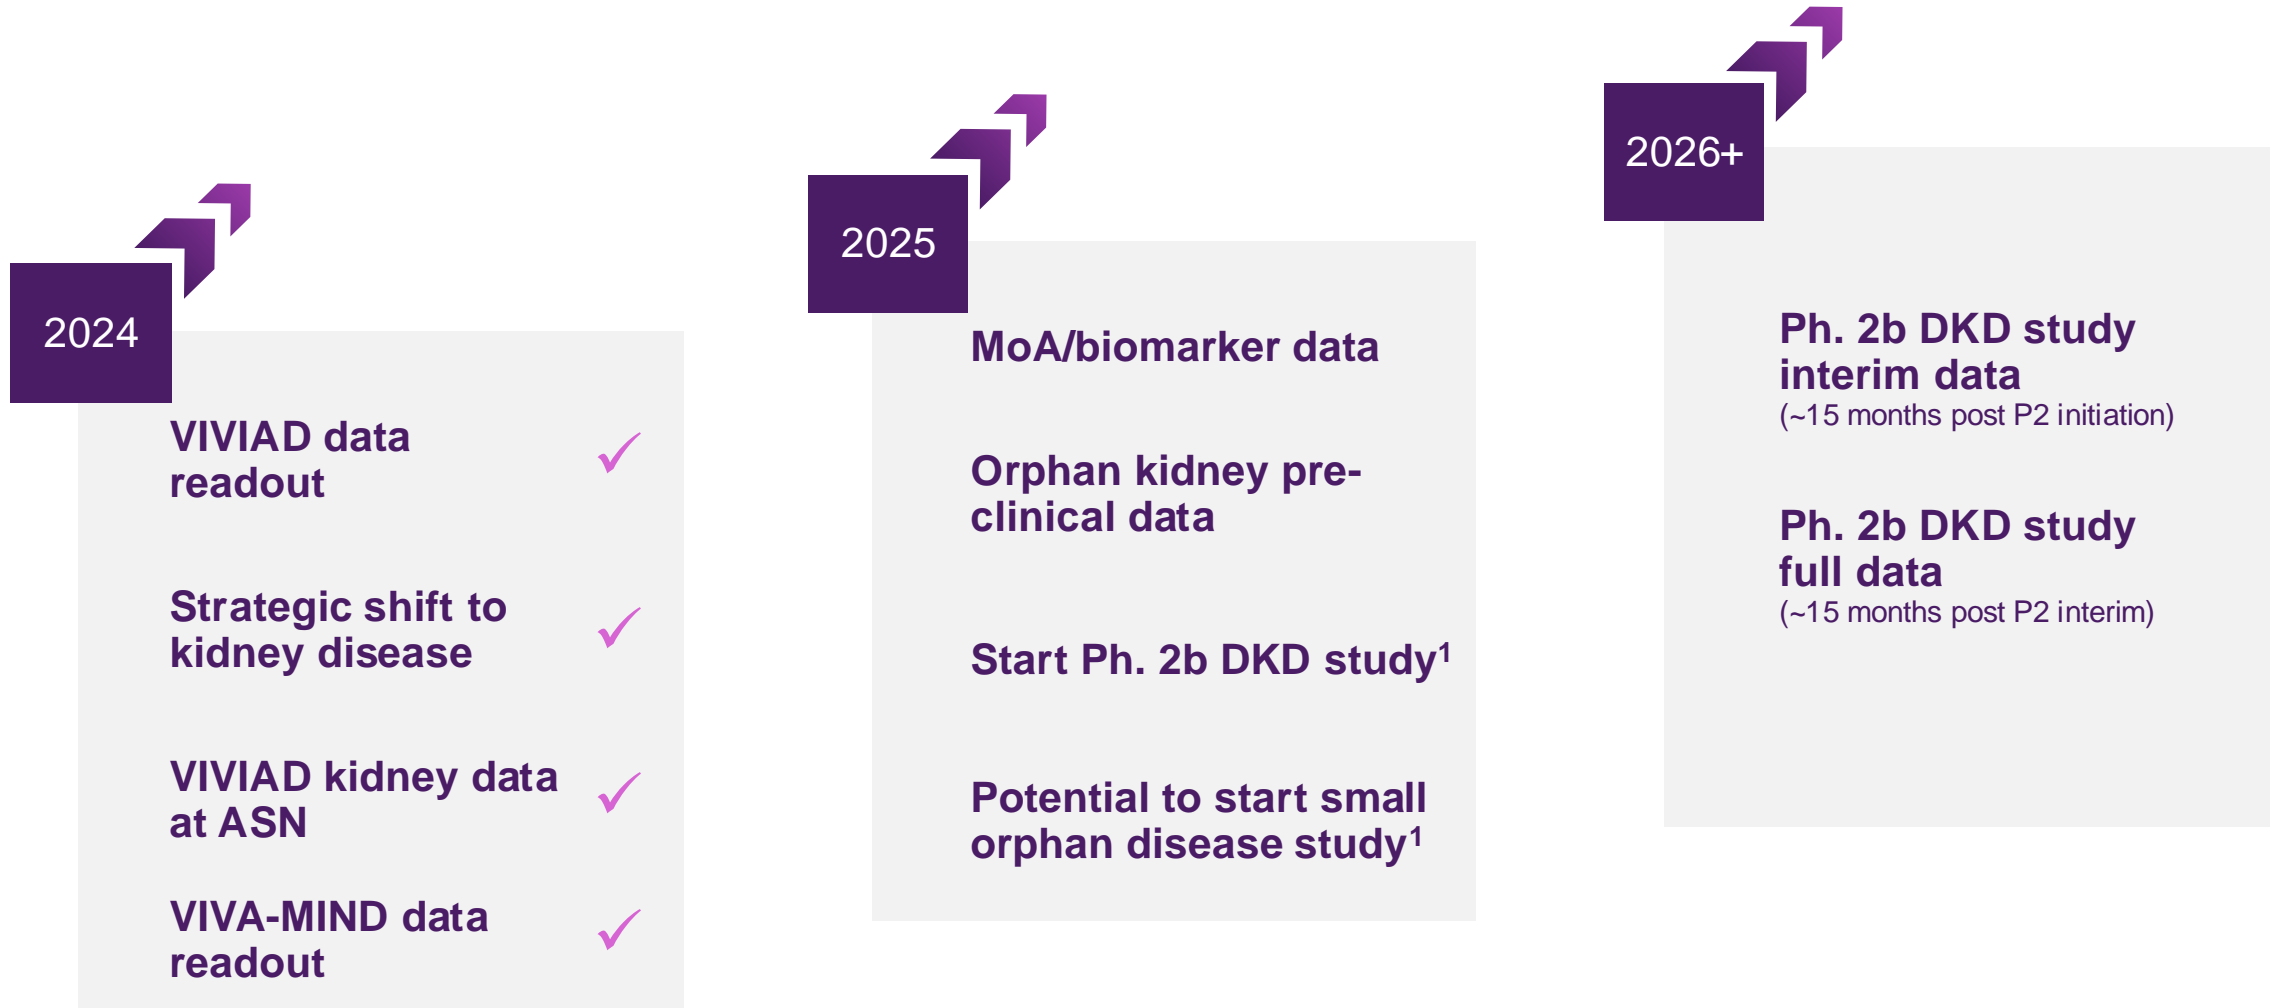 2024
VIVIAD data
readout
Strategic shift to
kidney disease
VIVIAD kidney data
at ASN
VIVA-MIND data
readout
2025
MoA/biomarker data
Orphan kidney pre-
clinical data
Start Ph. 2b DKD study¹
Potential to start small
orphan disease study¹
2026+
Ph. 2b DKD study
interim data
(~15 months post P2 initiation)
Ph. 2b DKD study
full data
(~15 months post P2 interim)